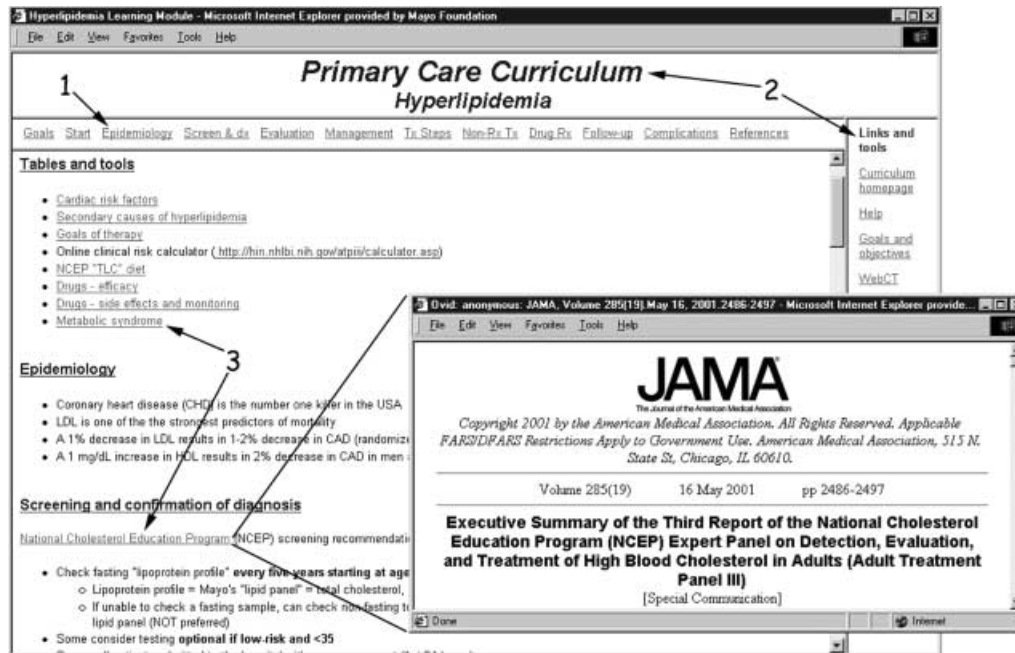 Hyperlipidemia Learning Module - Microsoft Internet Explorer provided by Mayo Foundation
File Edit View Favorites Tools Help
Primary Care Curriculum
Hyperlipidemia
1
2
Goals Start Epidemiology Screen & dx Evaluation Management Tx Steps Non-Rx Tx Drug Rx Follow-up Complications References
Links and
tools
Curriculum
homepage
Help
Goals and
objectives
WebCT
Tables and tools
• Cardiac risk factors
• Secondary causes of hyperlipidemia
• Goals of therapy
• Online clinical risk calculator ( http://hin.nhlbi.nih.gov/atpiii/calculator.asp)
• NCEP "TLC" diet
• Drugs - efficacy
• Drugs - side effects and monitoring
• Metabolic syndrome
3
Epidemiology
• Coronary heart disease (CHD) is the number one killer in the USA
• LDL is one of the the strongest predictors of mortality
• A 1% decrease in LDL results in 1-2% decrease in CAD (randomize
• A 1 mg/dL increase in HDL results in 2% decrease in CAD in men
Screening and confirmation of diagnosis
National Cholesterol Education Program (NCEP) screening recommendati
• Check fasting "lipoprotein profile" every five years starting at age
o Lipoprotein profile = Mayo's "lipid panel" = total cholesterol,
o If unable to check a fasting sample, can check non-fasting to
lipid panel (NOT preferred)
• Some consider testing optional if low-risk and <35
Ovid: anonymous: JAMA, Volume 285(19).May 16, 2001.2486-2497 - Microsoft Internet Explorer provide...
File Edit View Favorites Tools Help
JAMA
The Journal of the American Medical Association
Copyright 2001 by the American Medical Association. All Rights Reserved. Applicable
FARS/DFARS Restrictions Apply to Government Use. American Medical Association, 515 N.
State St, Chicago, IL 60610.
Volume 285(19) 16 May 2001 pp 2486-2497
Executive Summary of the Third Report of the National Cholesterol
Education Program (NCEP) Expert Panel on Detection, Evaluation,
and Treatment of High Blood Cholesterol in Adults (Adult Treatment
Panel III)
[Special Communication]
Done Internet